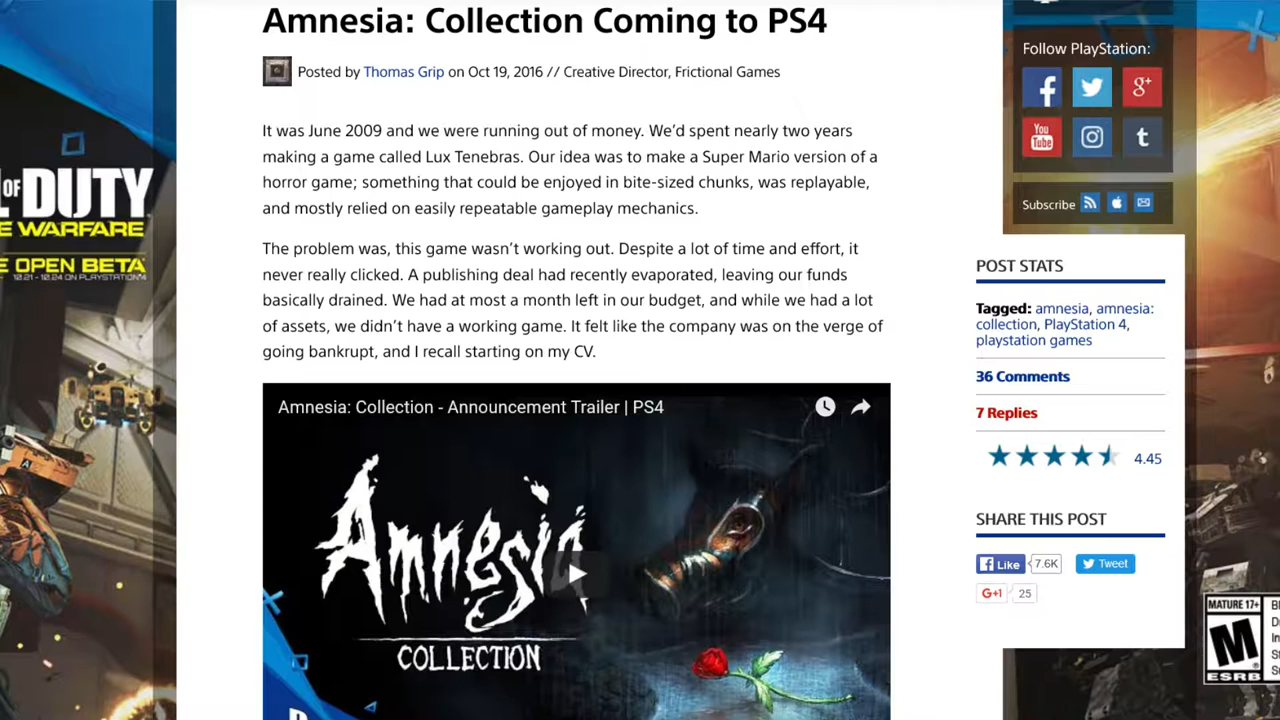 Amnesia: Collection Coming to PS4
Posted by Thomas Grip on Oct 19, 2016 // Creative Director, Frictional Games
It was June 2009 and we were running out of money. We'd spent nearly two years
making a game called Lux Tenebras. Our idea was to make a Super Mario version of a
horror game; something that could be enjoyed in bite-sized chunks, was replayable,
and mostly relied on easily repeatable gameplay mechanics.
The problem was, this game wasn't working out. Despite a lot of time and effort, it
never really clicked. A publishing deal had recently evaporated, leaving our funds
basically drained. We had at most a month left in our budget, and while we had a lot
of assets, we didn't have a working game. It felt like the company was on the verge of
going bankrupt, and I recall starting on my CV.
Amnesia: Collection - Announcement Trailer | PS4
Amnesia
COLLECTION
OF DUTY
E WARFARE
E OPEN BETA
10.21 - 10.24 ON PLAYSTATION4
Follow PlayStation:
You
Tube
Subscribe
POST STATS
Tagged: amnesia, amnesia:
collection, PlayStation 4,
playstation games
36 Comments
7 Replies
4.45
SHARE THIS POST
Like
7.6K
Tweet
G+1
25
MATURE 17+
M
ESRB